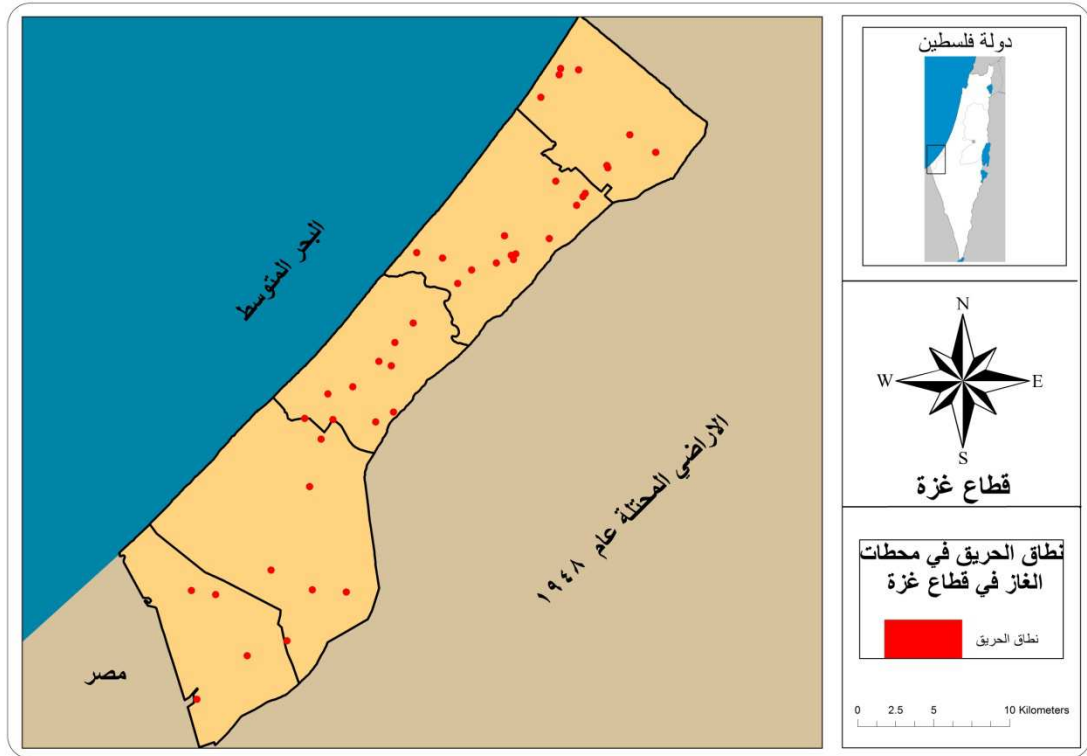 البحر المتوسط
الاراضي المحتلة عام ١٩٤٨
مصر
دولة فلسطين
N
W E
S
قطاع غزة
نطاق الحريق في محطات
الغاز في قطاع غزة
نطاق الحريق
0 2.5 5 10 Kilometers